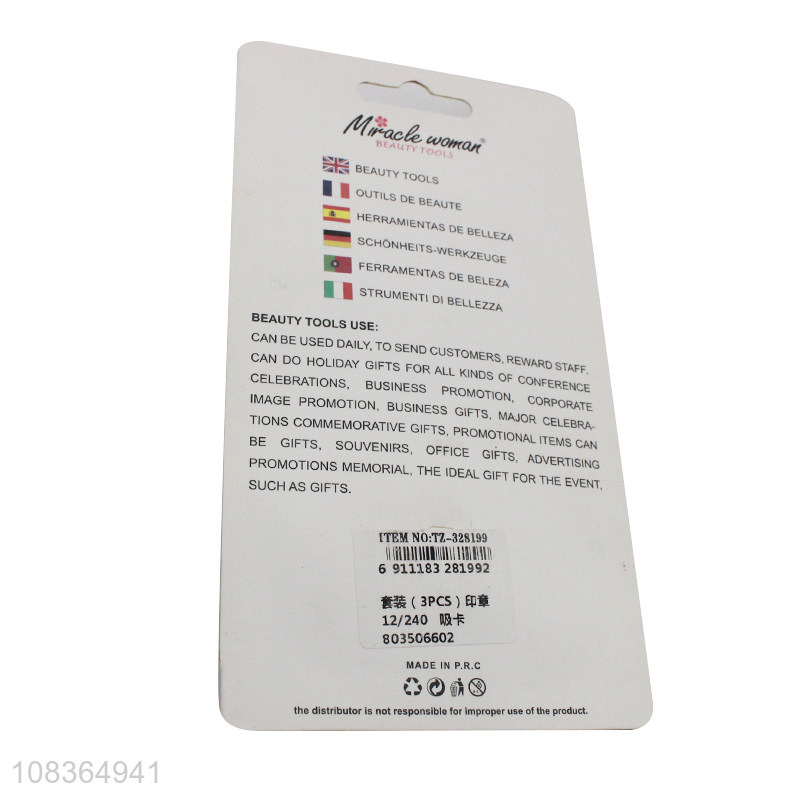 Miracle woman®
BEAUTY TOOLS
BEAUTY TOOLS
OUTILS DE BEAUTE
HERRAMIENTAS DE BELLEZA
SCHÖNHEITS-WERKZEUGE
FERRAMENTAS DE BELEZA
STRUMENTI DI BELLEZZA
BEAUTY TOOLS USE:
CAN BE USED DAILY, TO SEND CUSTOMERS, REWARD STAFF,
CAN DO HOLIDAY GIFTS FOR ALL KINDS OF CONFERENCE
CELEBRATIONS, BUSINESS PROMOTION, CORPORATE
IMAGE PROMOTION, BUSINESS GIFTS, MAJOR CELEBRA-
TIONS COMMEMORATIVE GIFTS, PROMOTIONAL ITEMS CAN
BE GIFTS, SOUVENIRS, OFFICE GIFTS, ADVERTISING
PROMOTIONS MEMORIAL, THE IDEAL GIFT FOR THE EVENT,
SUCH AS GIFTS.
ITEM NO:TZ-328199
6 911183 281992
套装（3PCS）印章
12/240 吸卡
803506602
MADE IN P.R.C
the distributor is not responsible for improper use of the product.
108364941